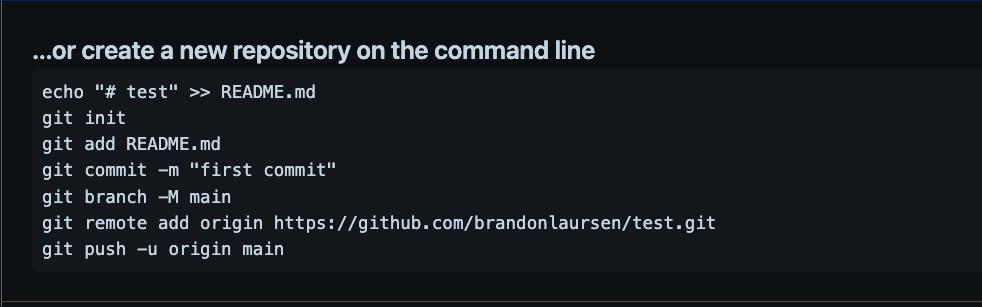 ...or create a new repository on the command line
echo "# test" >> README.md
git init
git add README.md
git commit -m "first commit"
git branch -M main
git remote add origin https://github.com/brandonlaursen/test.git
git push -u origin main